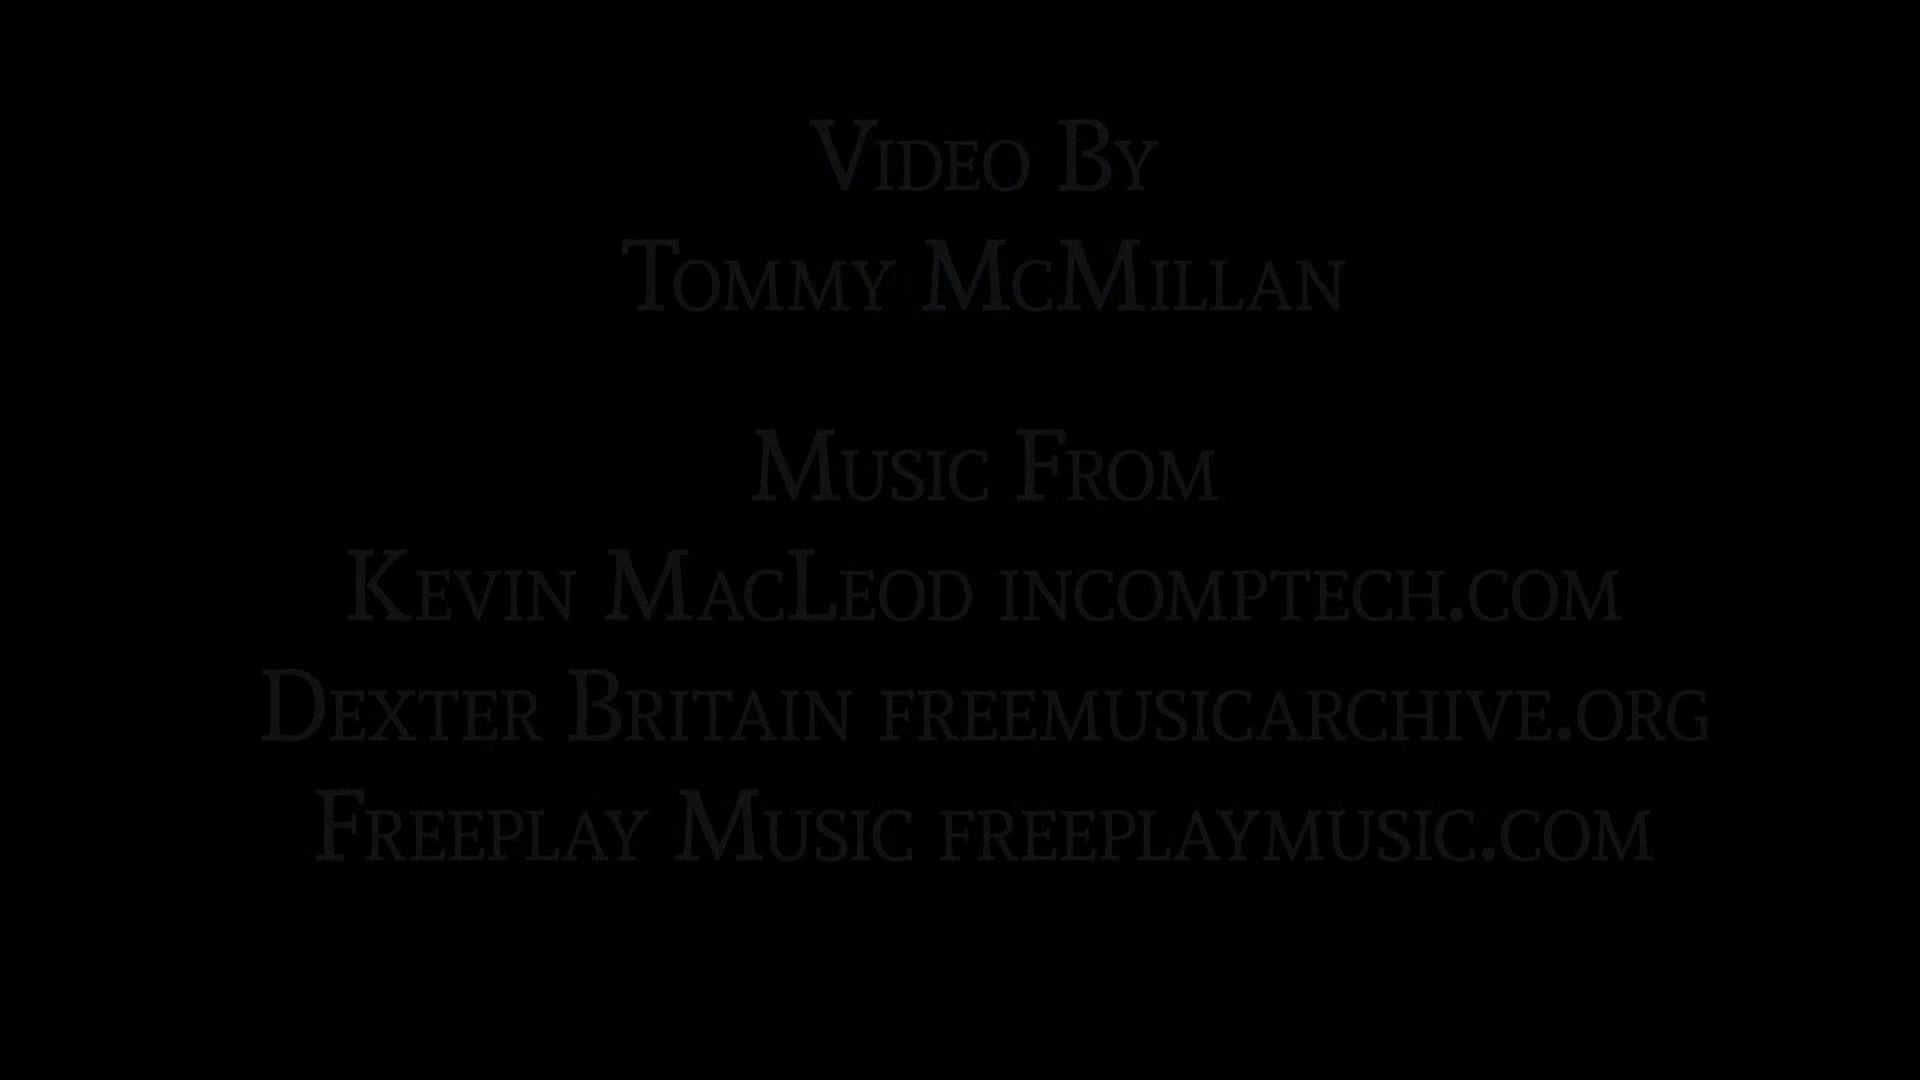 Video By
Tommy McMillan
Music From
Kevin MacLeod incomptech.com
Dexter Britain freemusicarchive.org
Freeplay Music freeplaymusic.com